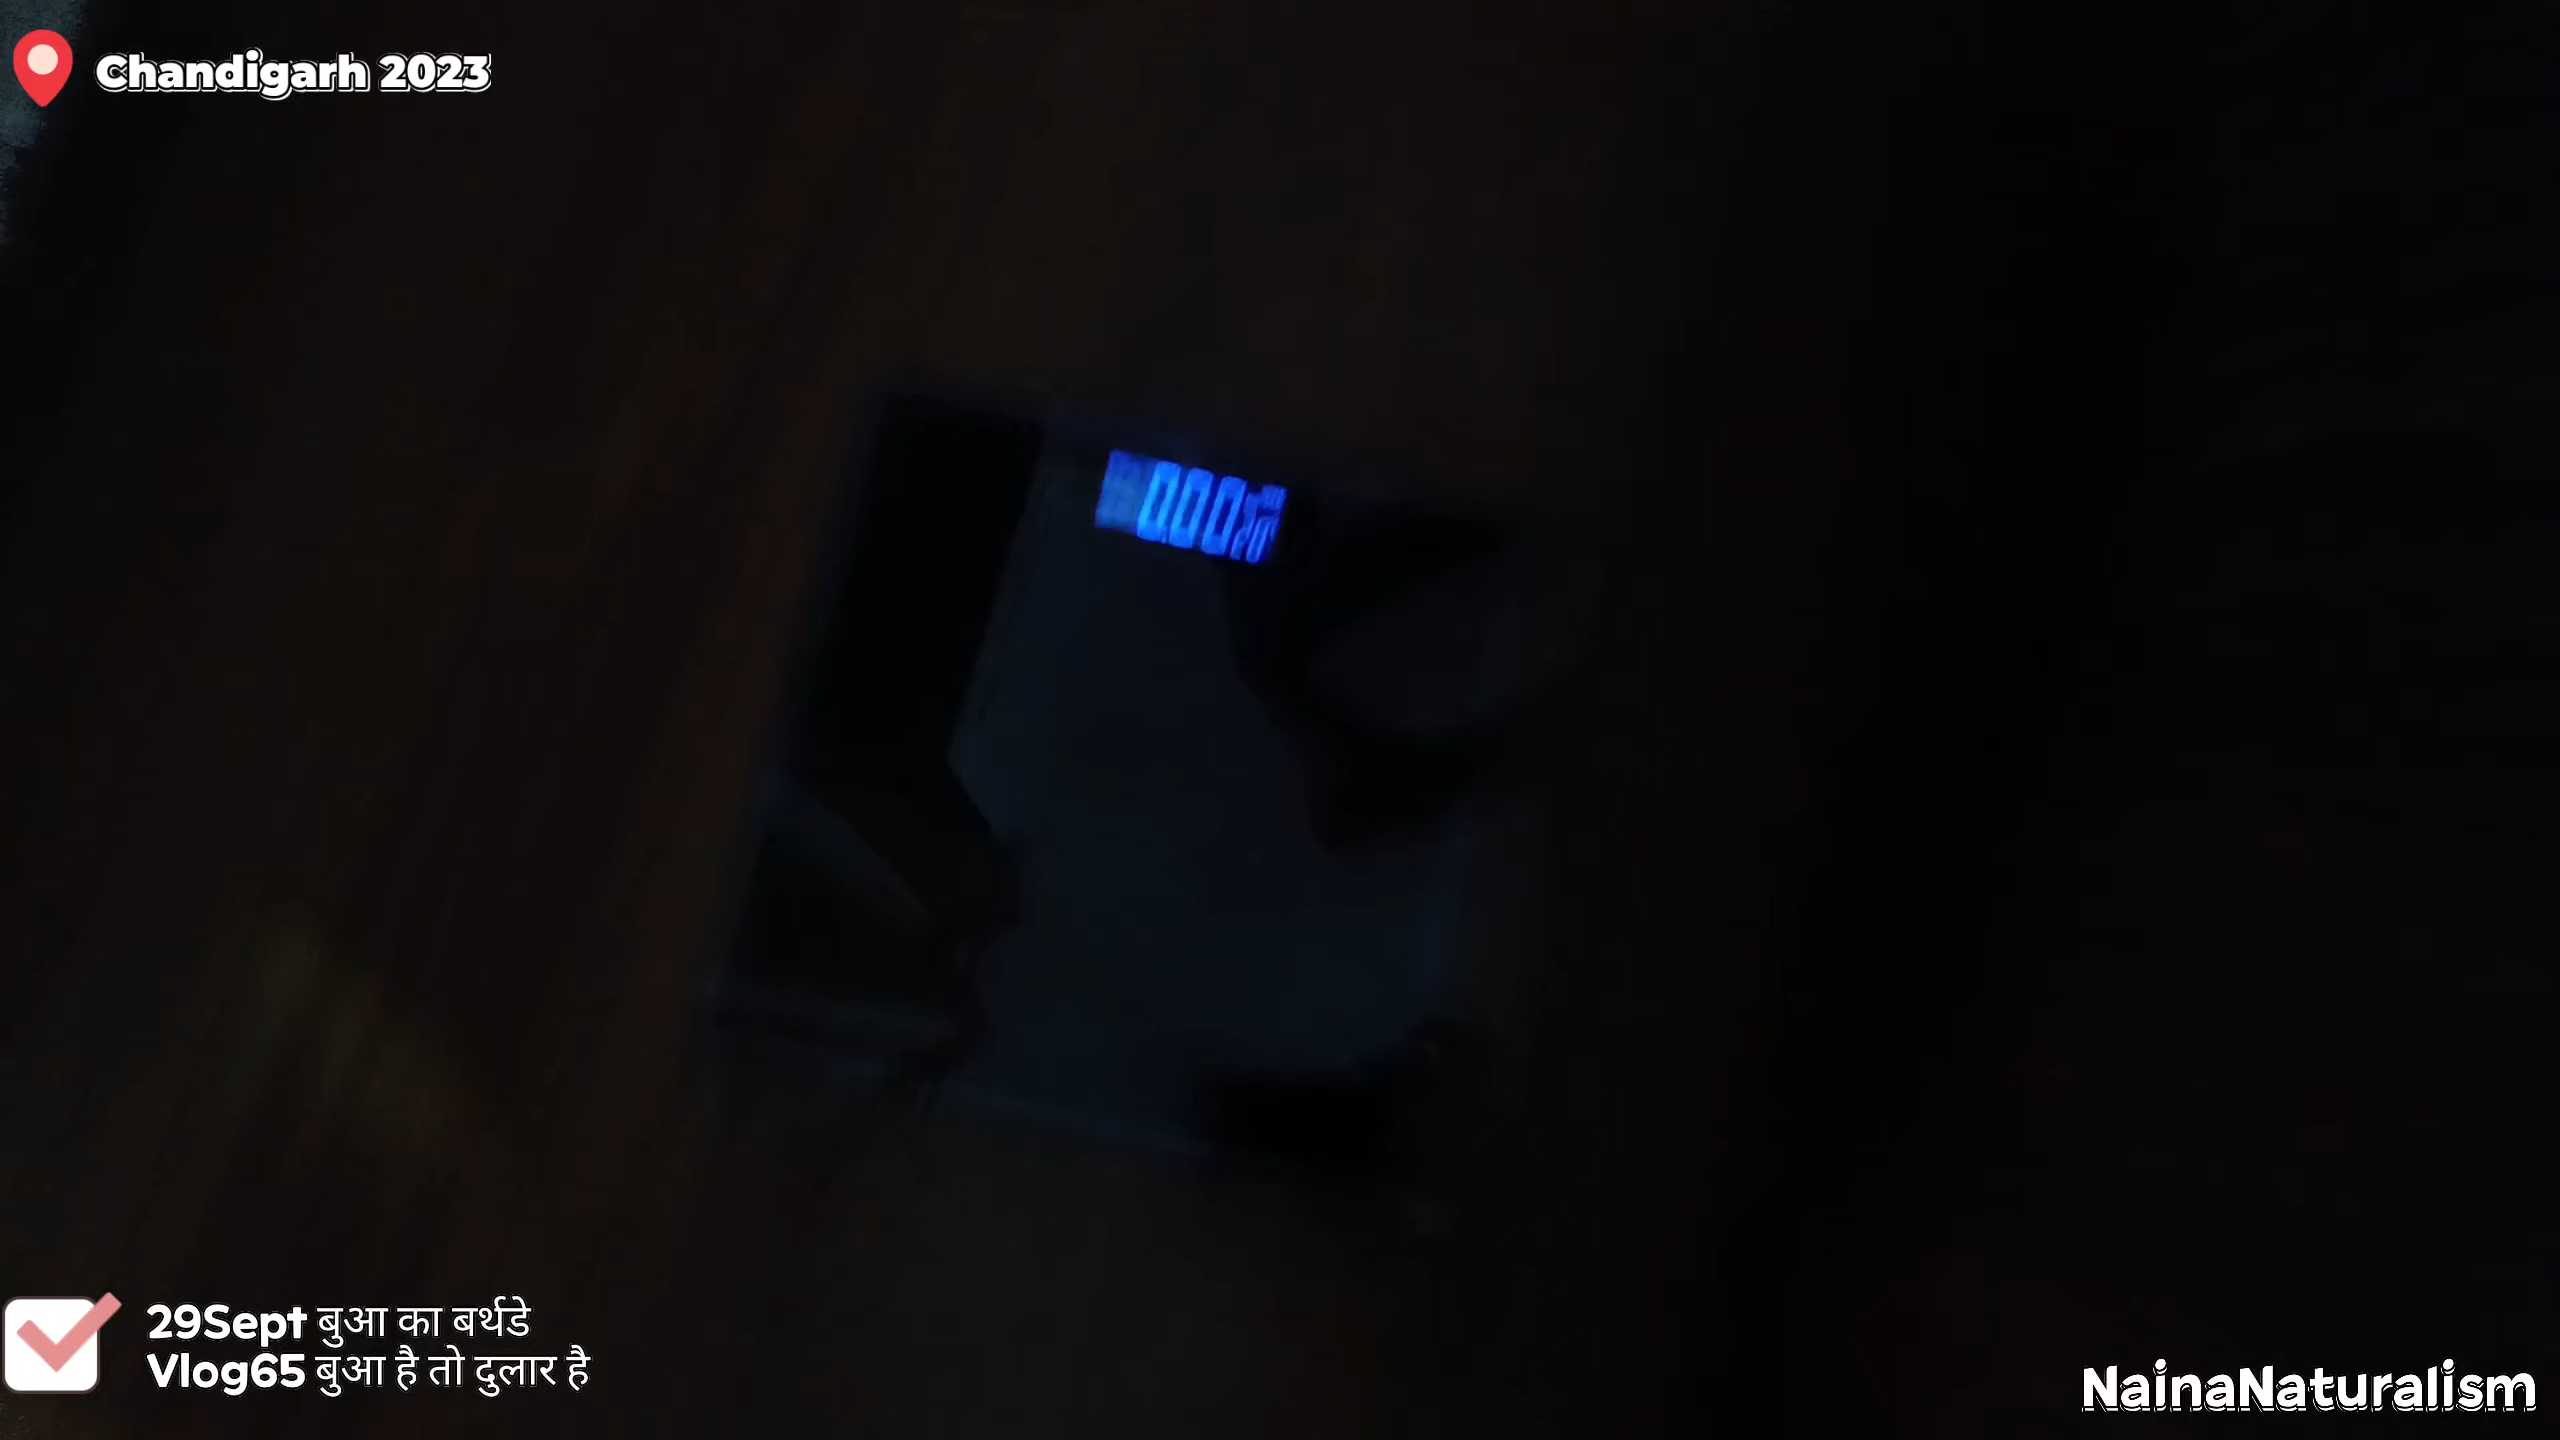 Chandigarh 2023
29Sept बुआ का बर्थडे
Vlog65 बुआ है तो दुलार है
NainaNaturalism